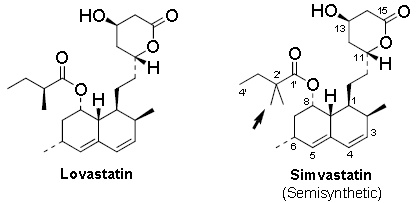 HO
O
O
O
H
O
H
Lovastatin
HO
15
O
13
O
11
H
O
2'
1'
4'
O
8
H
1
6
5
4
3
Simvastatin
(Semisynthetic)